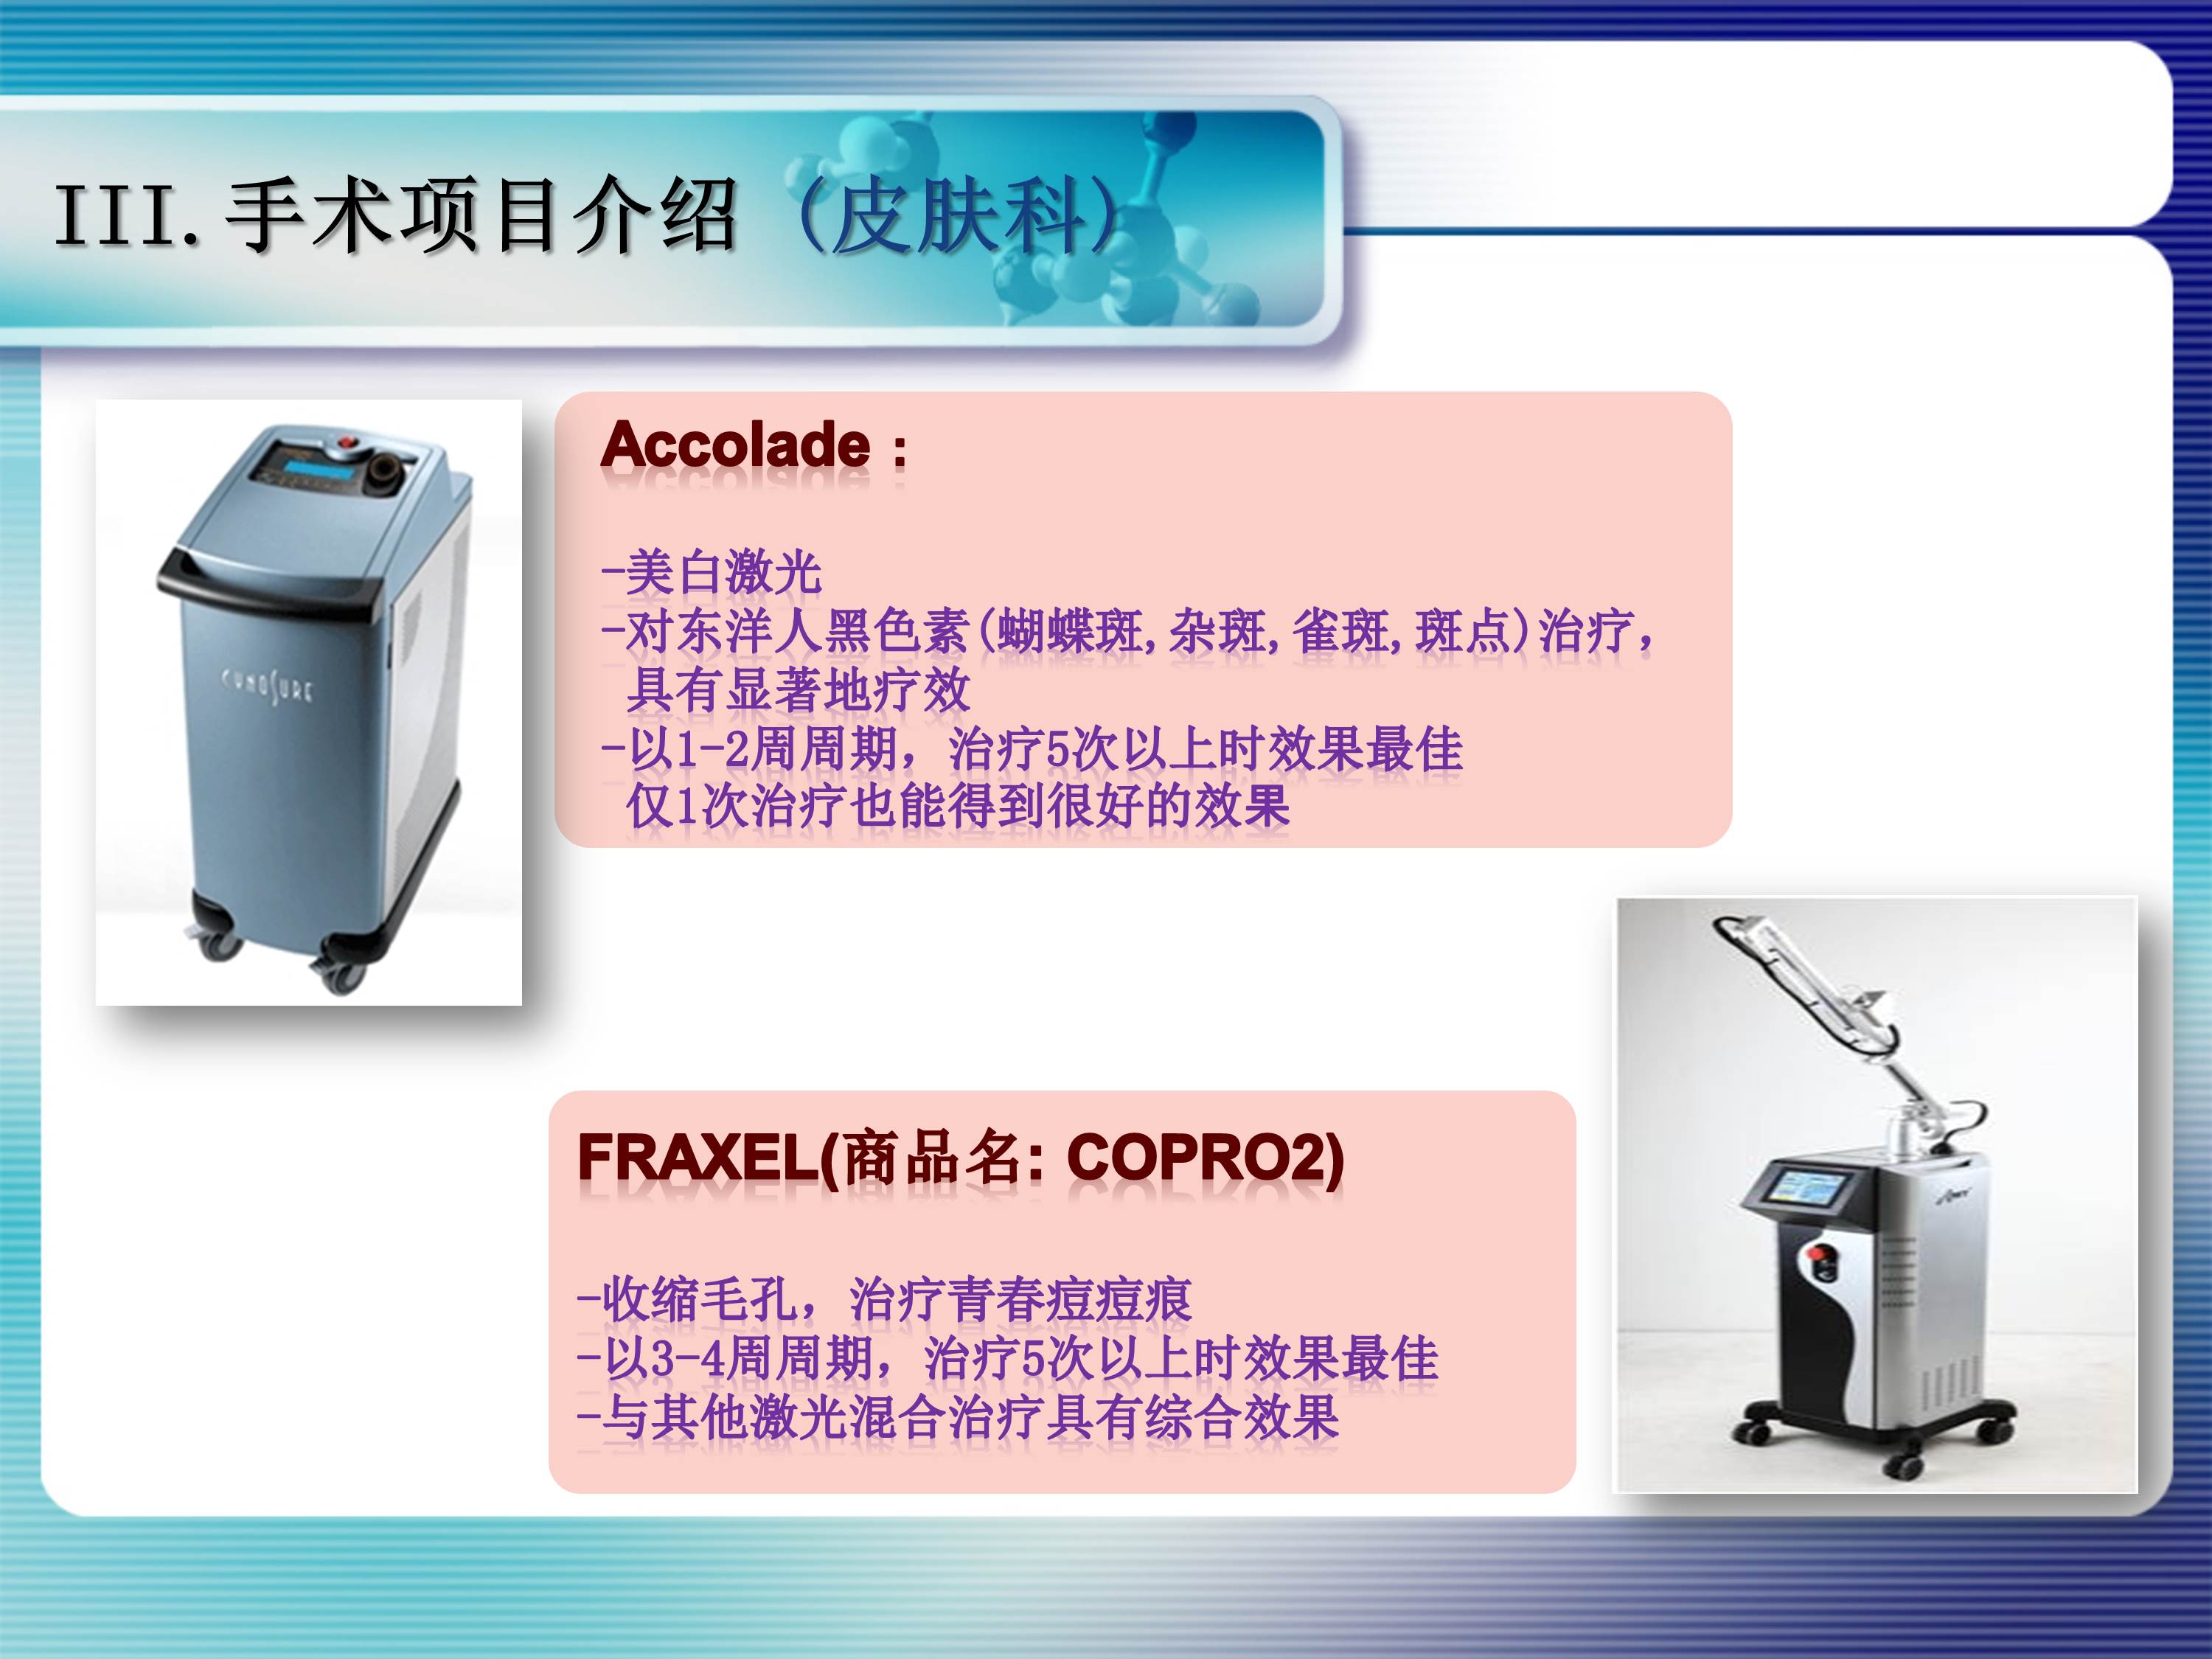 III.手术项目介绍 (皮肤科)
Accolade :
-美白激光
-对东洋人黑色素(蝴蝶斑,杂斑,雀斑,斑点)治疗，
具有显著地疗效
-以1-2周周期，治疗5次以上时效果最佳
仅1次治疗也能得到很好的效果
CYNOSURE
FRAXEL(商品名: COPRO2)
-收缩毛孔，治疗青春痘痘痕
-以3-4周周期，治疗5次以上时效果最佳
-与其他激光混合治疗具有综合效果